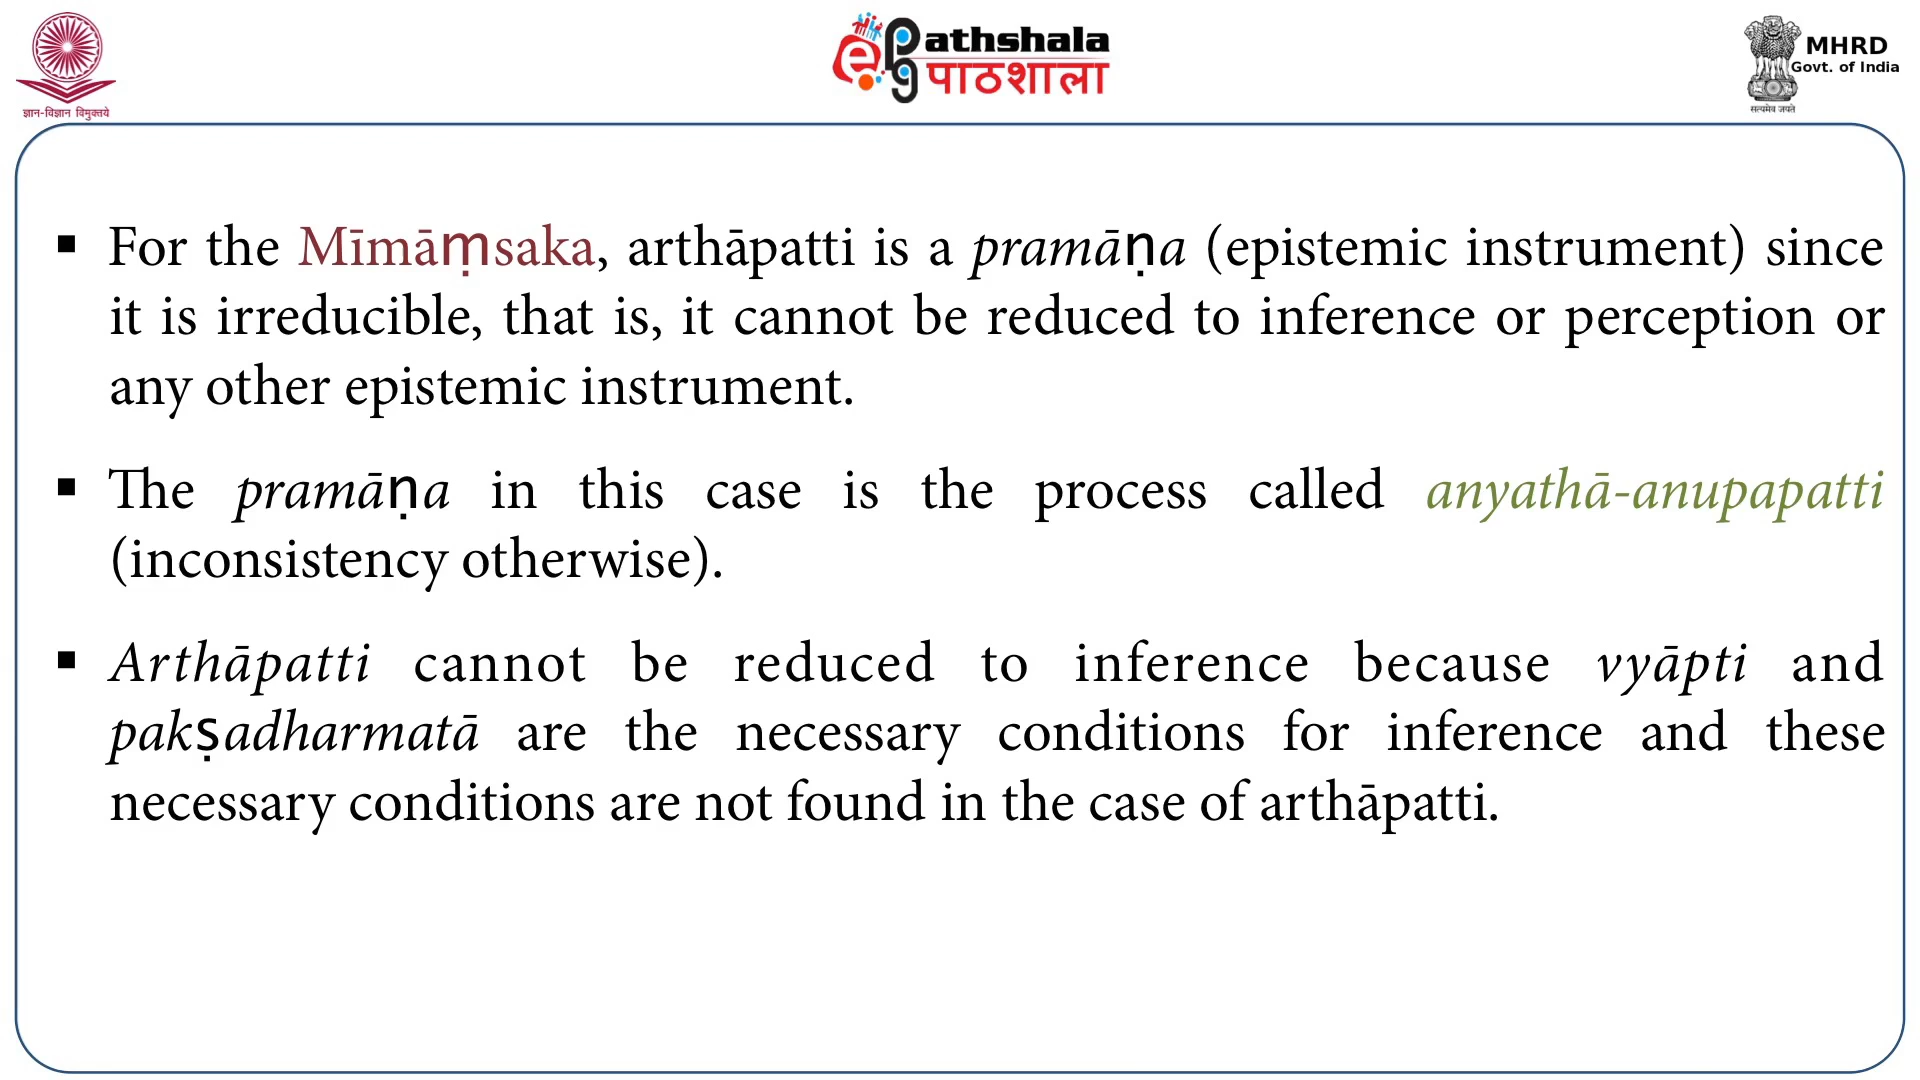 ज्ञान-विज्ञान विमुक्तये
e
pg
athshala
पाठशाला
MHRD
Govt. of India
सत्यमेव जयते
▪ For the Mīmāṃsaka, arthāpatti is a pramāṇa (epistemic instrument) since
it is irreducible, that is, it cannot be reduced to inference or perception or
any other epistemic instrument.
▪ The pramāṇa in this case is the process called anyathā-anupapatti
(inconsistency otherwise).
▪ Arthāpatti cannot be reduced to inference because vyāpti and
pakṣadharmatā are the necessary conditions for inference and these
necessary conditions are not found in the case of arthāpatti.